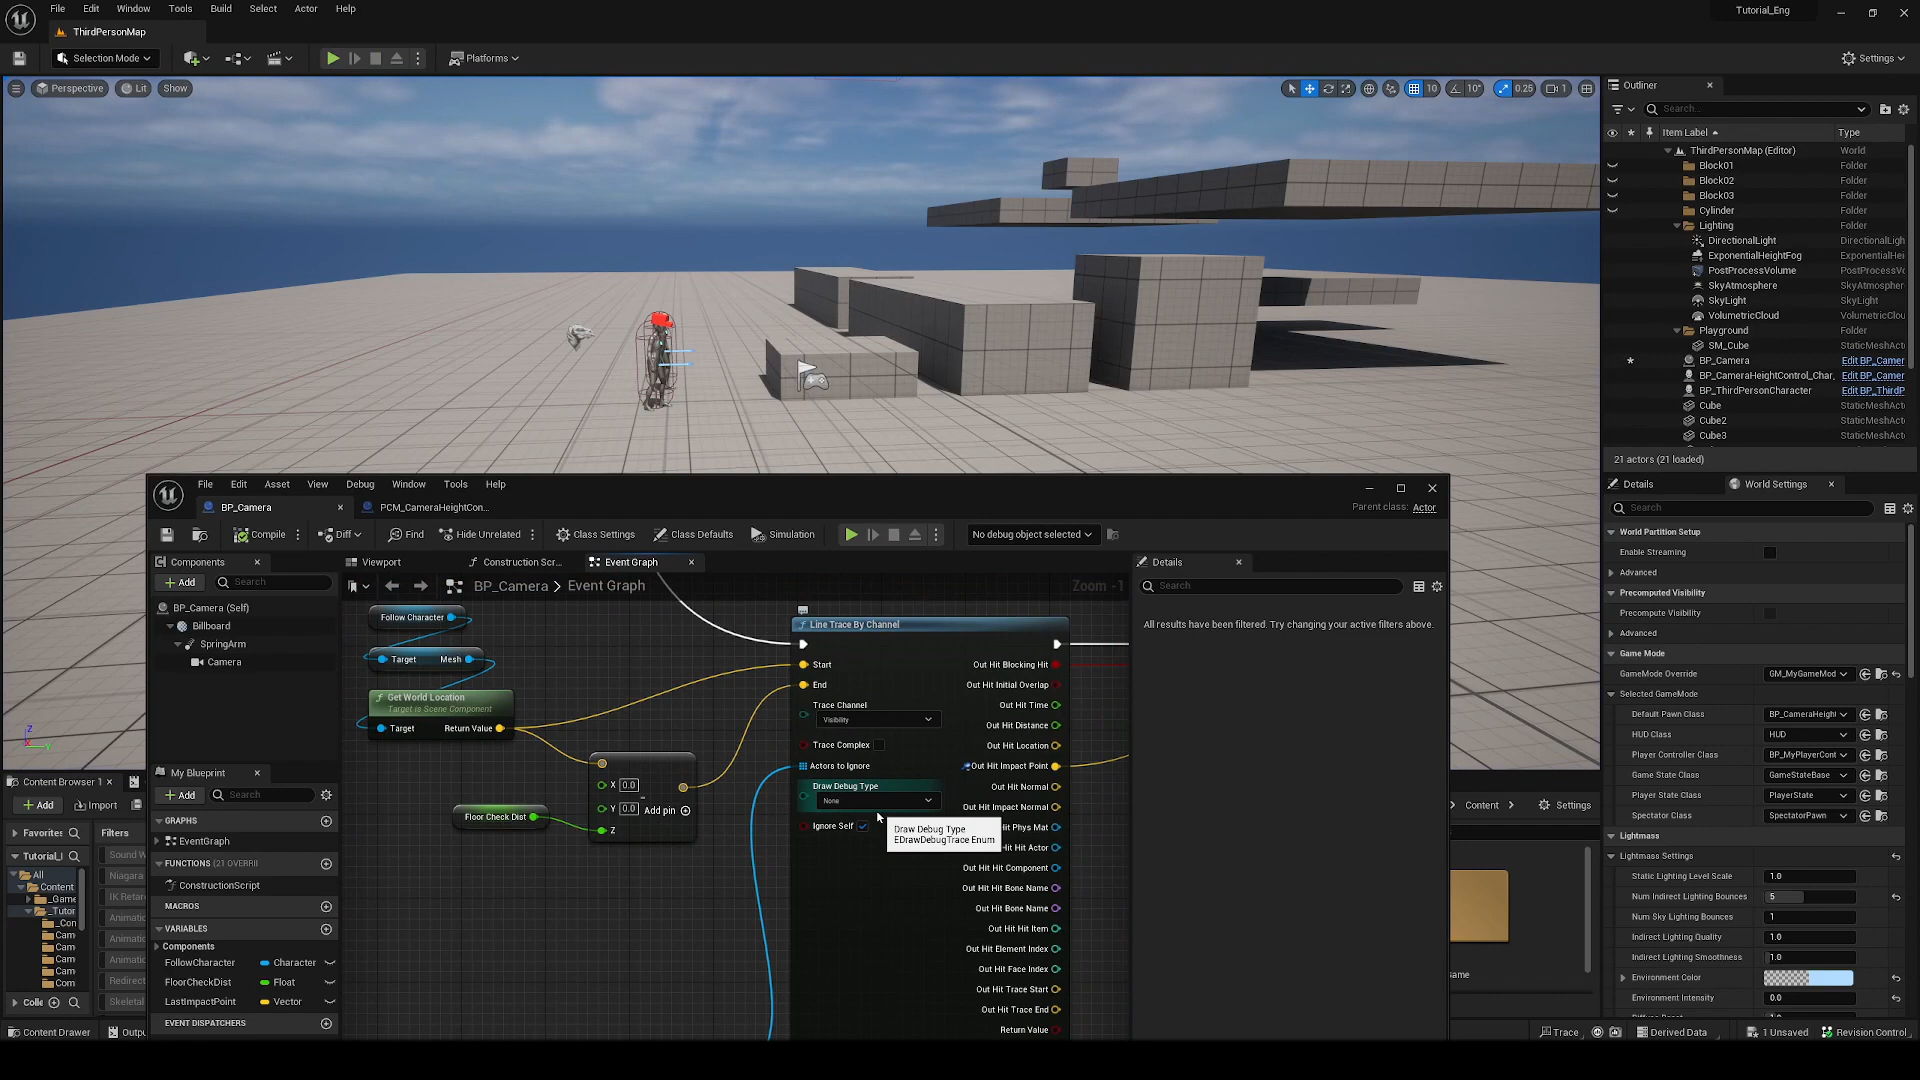 File Edit Window Tools Build Select Actor Help
Tutorial_Eng
ThirdPersonMap
Selection Mode
Platforms
Settings
Perspective Lit Show
10 10° 0.25 1
Outliner
Search...
Item Label Type
ThirdPersonMap (Editor) World
Block01 Folder
Block02 Folder
Block03 Folder
Cylinder Folder
Lighting Folder
DirectionalLight DirectionalLigh
ExponentialHeightFog ExponentialHei
PostProcessVolume PostProcessVo
SkyAtmosphere SkyAtmospher
SkyLight SkyLight
VolumetricCloud VolumetricClou
Playground Folder
SM_Cube StaticMeshAct
BP_Camera Edit BP_Camer
BP_CameraHeightControl_Char, Edit BP_Camer
BP_ThirdPersonCharacter Edit BP_ThirdP
Cube StaticMeshAct
Cube2 StaticMeshAct
Cube3 StaticMeshAct
21 actors (21 loaded)
Details World Settings
Search
World Partition Setup
Enable Streaming
Advanced
Precomputed Visibility
Precompute Visibility
Advanced
Game Mode
GameMode Override GM_MyGameMod
Selected GameMode
Default Pawn Class BP_CameraHeighl
HUD Class HUD
Player Controller Class BP_MyPlayerCont
Game State Class GameStateBase
Player State Class PlayerState
Spectator Class SpectatorPawn
Lightmass
Lightmass Settings
Static Lighting Level Scale 1.0
Num Indirect Lighting Bounces 5
Num Sky Lighting Bounces 1
Indirect Lighting Quality 1.0
Indirect Lighting Smoothness 1.0
Environment Color
Environment Intensity 0.0
File Edit Asset View Debug Window Tools Help
BP_Camera PCM_CameraHeightCon...
Parent class: Actor
Compile Diff Find Hide Unrelated Class Settings Class Defaults Simulation No debug object selected
Components
Add Search
BP_Camera (Self)
Billboard
SpringArm
Camera
My Blueprint
Add Search
GRAPHS
EventGraph
FUNCTIONS (21 OVERRI
ConstructionScript
MACROS
VARIABLES
Components
FollowCharacter Character
FloorCheckDist Float
LastImpactPoint Vector
EVENT DISPATCHERS
Viewport Construction Scr... Event Graph
BP_Camera > Event Graph
Zoom -1
Follow Character
Target Mesh
Get World Location
Target is Scene Component
Target Return Value
Floor Check Dist
X 0.0
Y 0.0 Add pin
Z
Line Trace By Channel
Start
End
Trace Channel
Visibility
Trace Complex
Actors to Ignore
Draw Debug Type
None
Ignore Self
Draw Debug Type
EDrawDebugTrace Enum
Out Hit Blocking Hit
Out Hit Initial Overlap
Out Hit Time
Out Hit Distance
Out Hit Location
Out Hit Impact Point
Out Hit Normal
Out Hit Impact Normal
Hit Phys Mat
Hit Hit Actor
Out Hit Hit Component
Out Hit Hit Bone Name
Out Hit Bone Name
Out Hit Hit Item
Out Hit Element Index
Out Hit Face Index
Out Hit Trace Start
Out Hit Trace End
Return Value
Details
Search
All results have been filtered. Try changing your active filters above.
Content Browser 1
Add Import
Favorite Filters
Tutorial_
All
Content
_Game
_Tutor
_Con
Cam
Cam
Cam
Cam
Com
Sound W
Niagara
IK Retar
Animatio
Animatio
Animatio
Redirect
Skeletal
Colle
Content Settings
ame
Content Drawer Outp
Trace Derived Data 1 Unsaved Revision Control